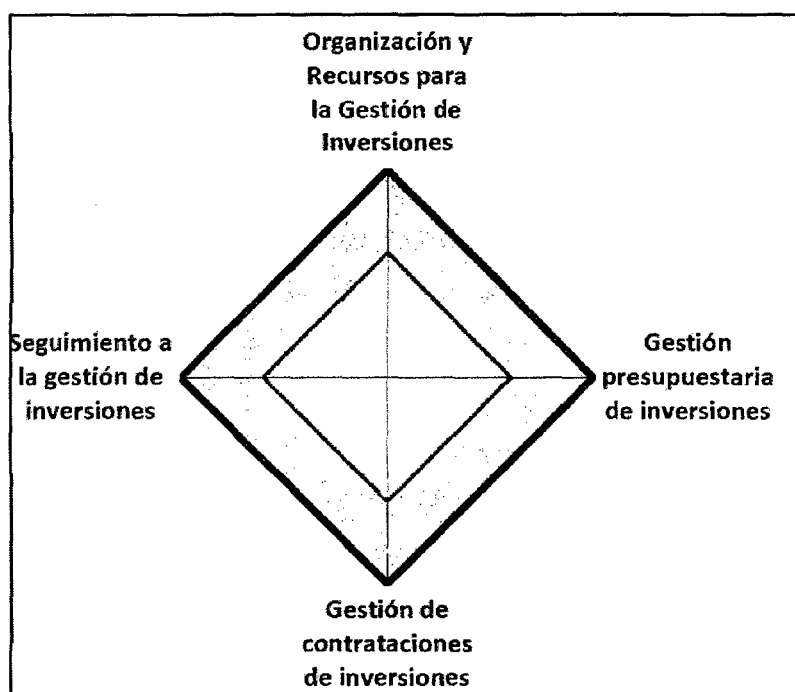 Organización y
Recursos para
la Gestión de
Inversiones
Seguimiento a
la gestión de
inversiones
Gestión
presupuestaria
de inversiones
Gestión de
contrataciones
de inversiones